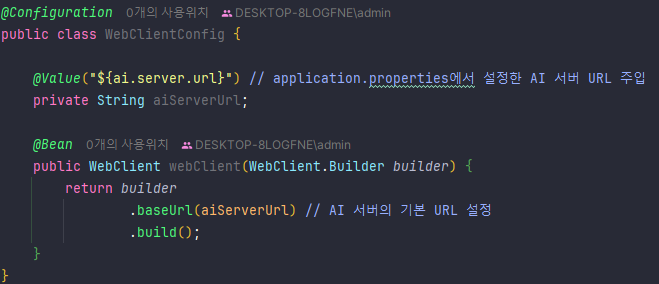 @Configuration 0개의 사용위치 DESKTOP-8LOGFNE\admin
public class WebClientConfig {
@Value("${ai.server.url}") // application.properties에서 설정한 AI 서버 URL 주입
private String aiServerUrl;
@Bean 0개의 사용위치 DESKTOP-8LOGFNE\admin
public WebClient webClient(WebClient.Builder builder) {
return builder
.baseUrl(aiServerUrl) // AI 서버의 기본 URL 설정
.build();
}
}